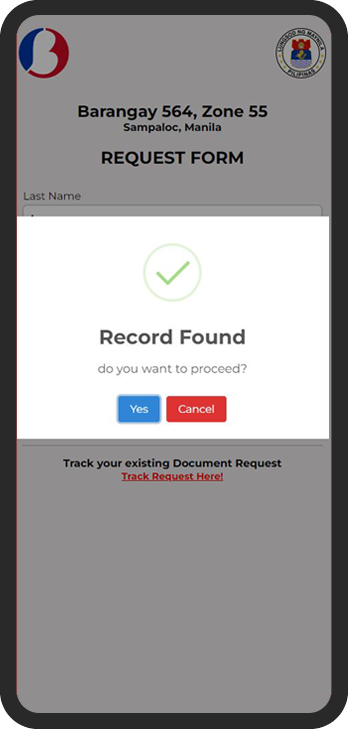 LUNGSOD NG MAYNILA
PILIPINAS
Barangay 564, Zone 55
Sampaloc, Manila
REQUEST FORM
Last Name
Record Found
do you want to proceed?
Yes
Cancel
Track your existing Document Request
Track Request Here!